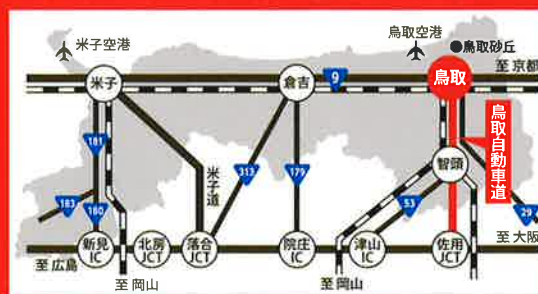 米子空港
鳥取空港
●鳥取砂丘
至 京都
米子
倉吉
9
鳥取
鳥取自動車道
181
米子道
313
179
智頭
183
180
53
29
至 大阪
新見
IC
北房
JCT
落合
JCT
院庄
IC
津山
IC
佐用
JCT
至 広島
至 岡山
至 岡山